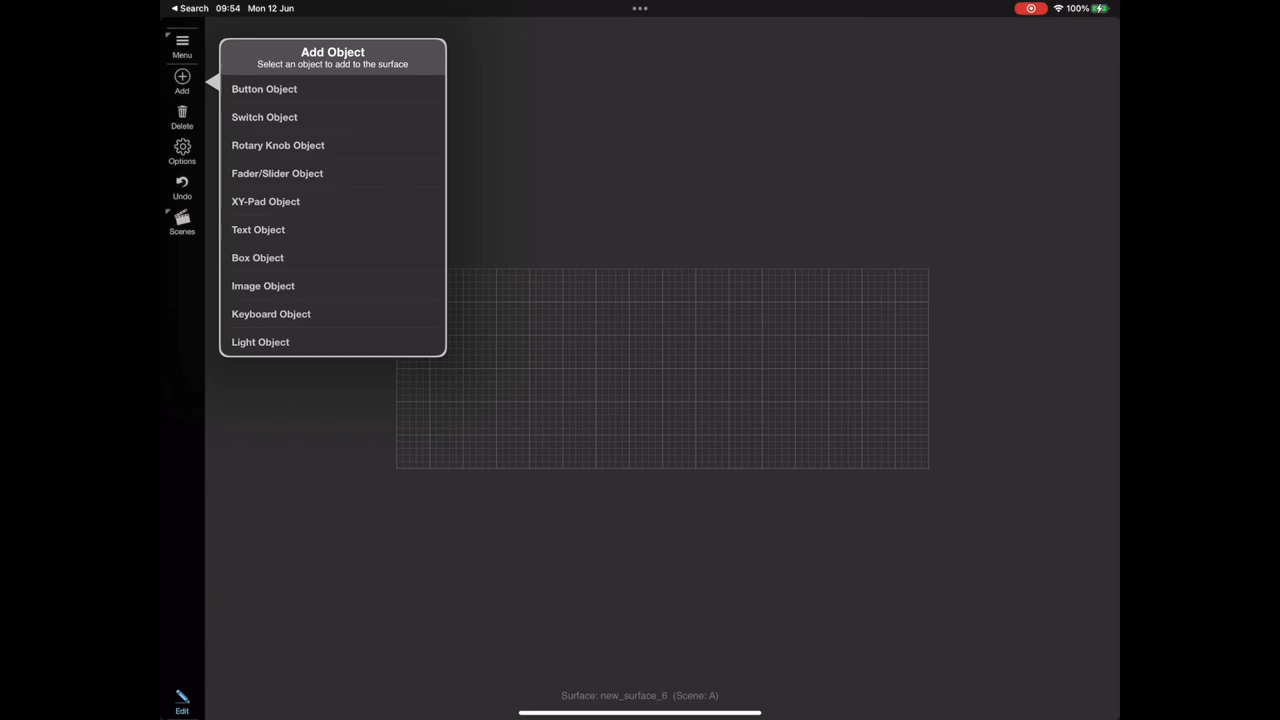 Search 09:54 Mon 12 Jun
100%
Menu
Add
Delete
Options
Undo
Scenes
Add Object
Select an object to add to the surface
Button Object
Switch Object
Rotary Knob Object
Fader/Slider Object
XY-Pad Object
Text Object
Box Object
Image Object
Keyboard Object
Light Object
Surface: new_surface_6 (Scene: A)
Edit